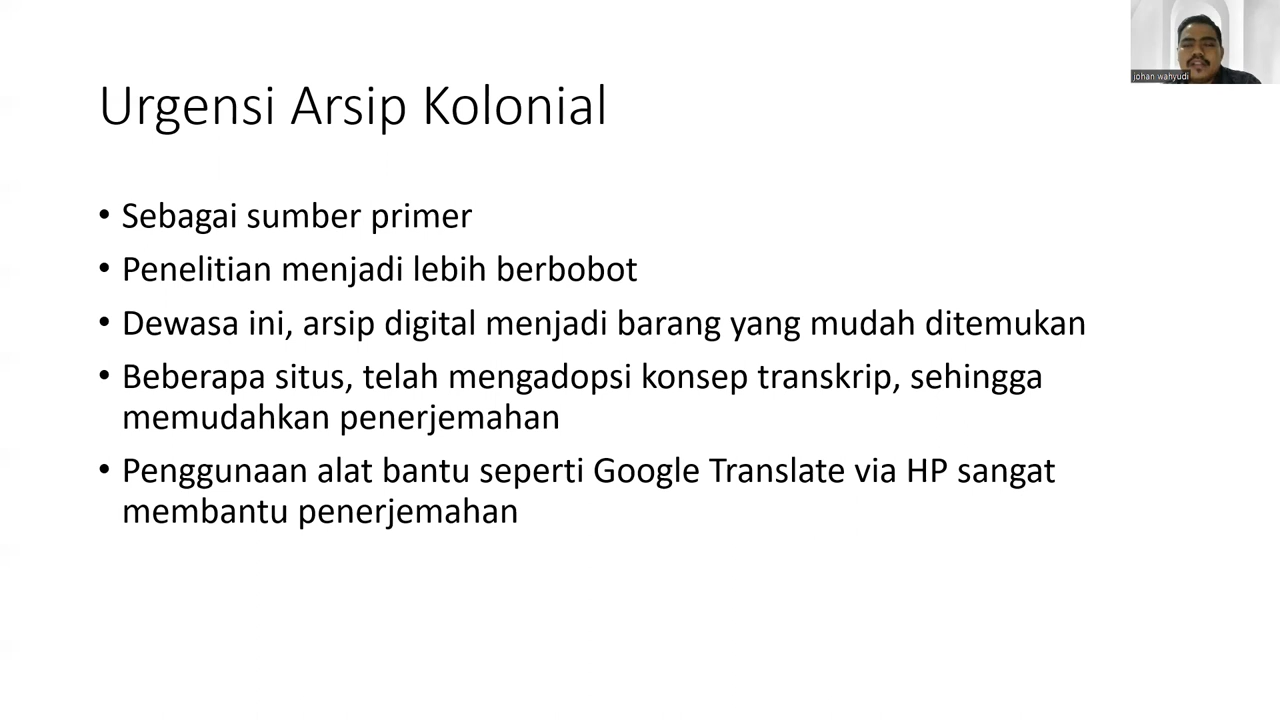 johan wahyudi
Urgensi Arsip Kolonial
• Sebagai sumber primer
• Penelitian menjadi lebih berbobot
• Dewasa ini, arsip digital menjadi barang yang mudah ditemukan
• Beberapa situs, telah mengadopsi konsep transkrip, sehingga
memudahkan penerjemahan
• Penggunaan alat bantu seperti Google Translate via HP sangat
membantu penerjemahan